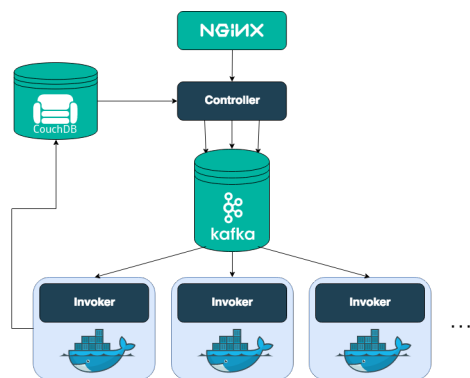 NGINX
Controller
CouchDB
kafka
Invoker
Invoker
Invoker
...